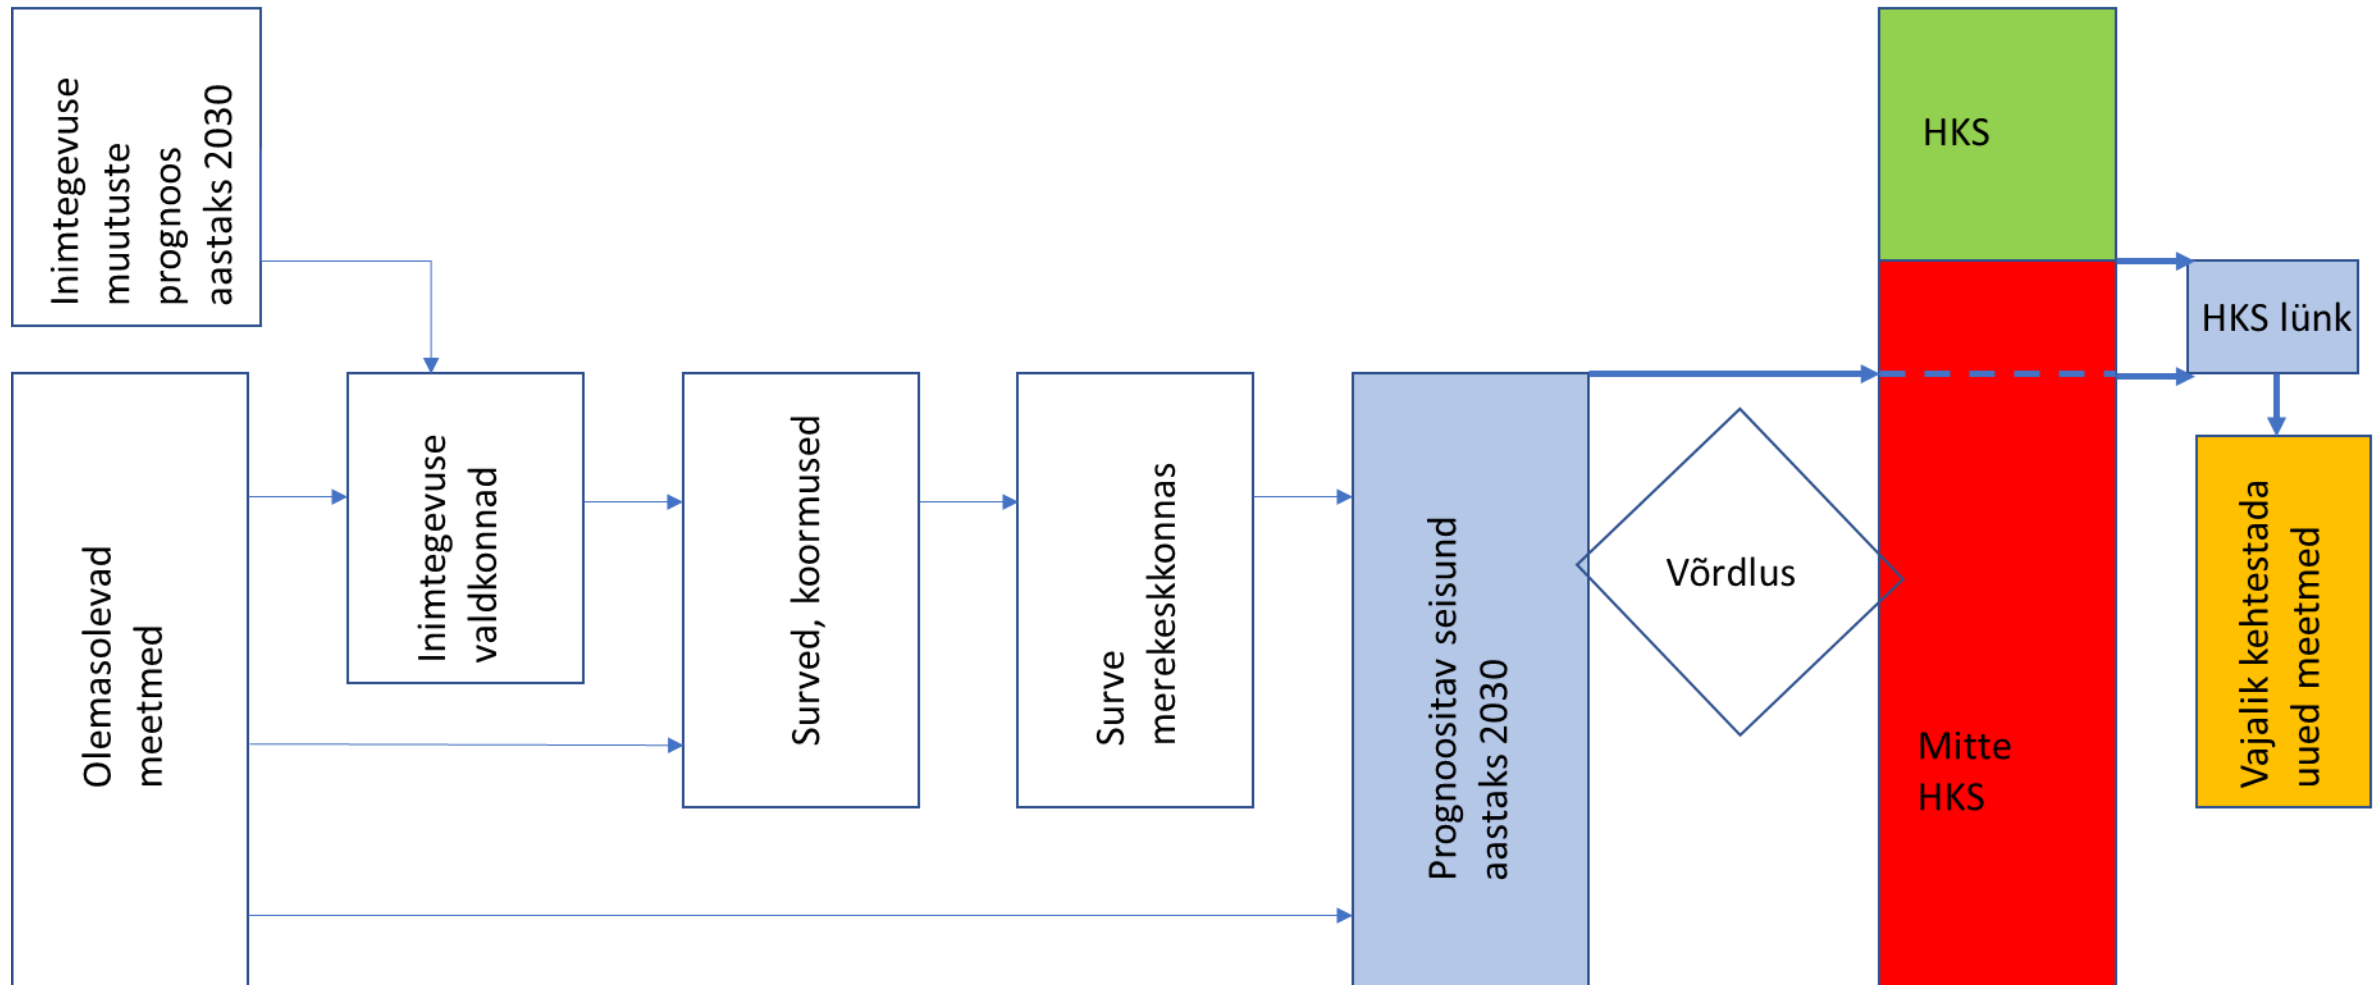 Inimtegevuse
muutuste
prognoos
aastaks 2030
Olemasolevad
meetmed
Inimtegevuse
valdkonnad
Surved, koormused
Surve
merekeskkonnas
Prognoositav seisund
aastaks 2030
Võrdlus
HKS
Mitte
HKS
HKS lünk
Vajalik kehtestada
uued meetmed